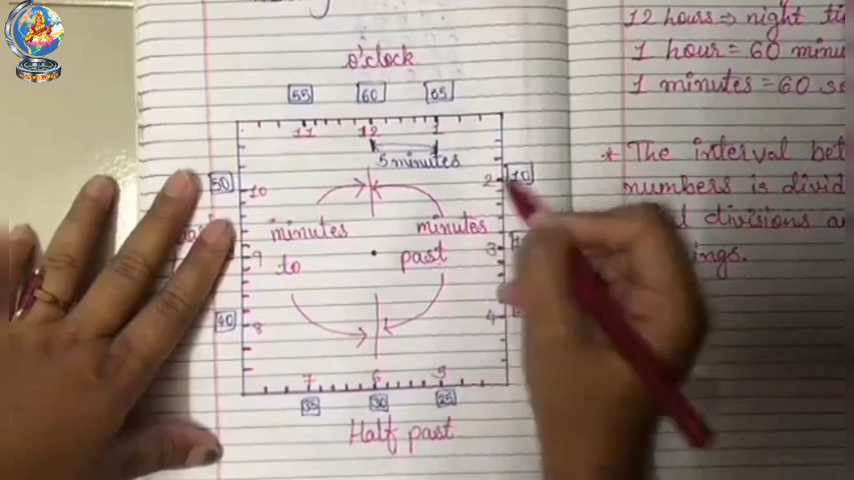 o'clock
55 60 05
11 12 1
5 minutes
50 10 2 10
minutes to
minutes past
9 3
40 8 4
7 6 5
35 30 25
Half past
12 hours ⇒ night
1 hour = 60
1 minutes = 60
* The interval
numbers is
divisions